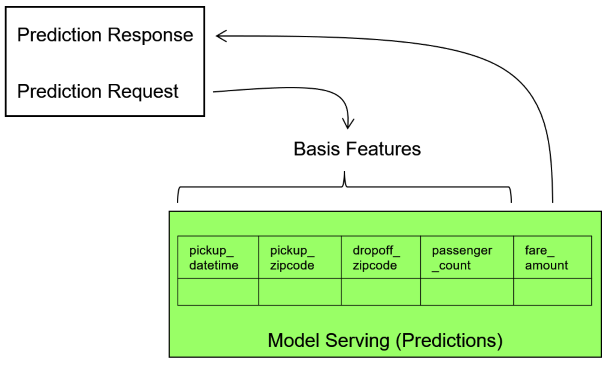 Prediction Response
Prediction Request
Basis Features
pickup_
datetime
pickup_
zipcode
dropoff_
zipcode
passenger
_count
fare_
amount
Model Serving (Predictions)